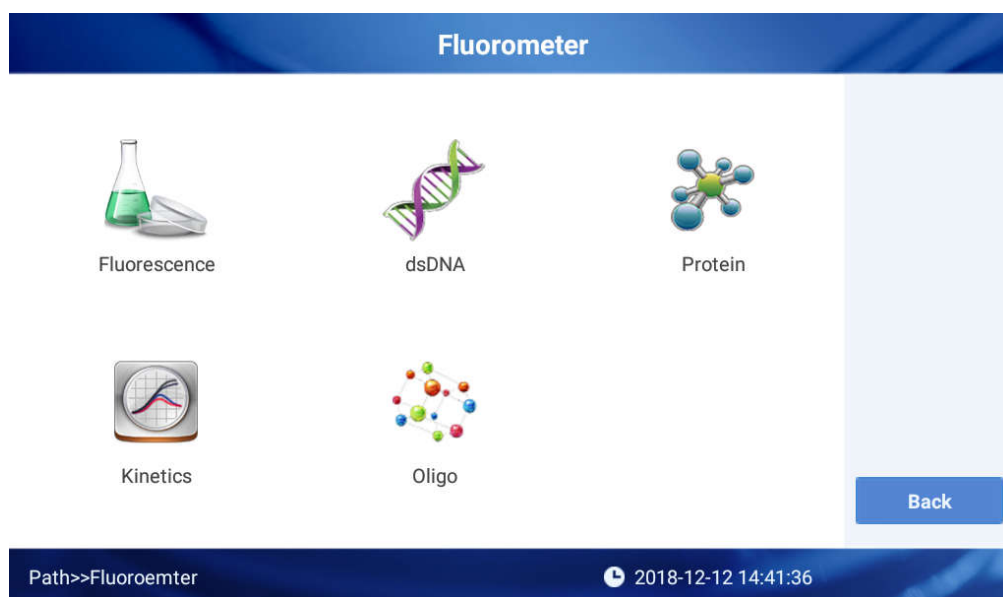 Fluorometer
Fluorescence
dsDNA
Protein
Kinetics
Oligo
Back
Path>>Fluoroemter
2018-12-12 14:41:36